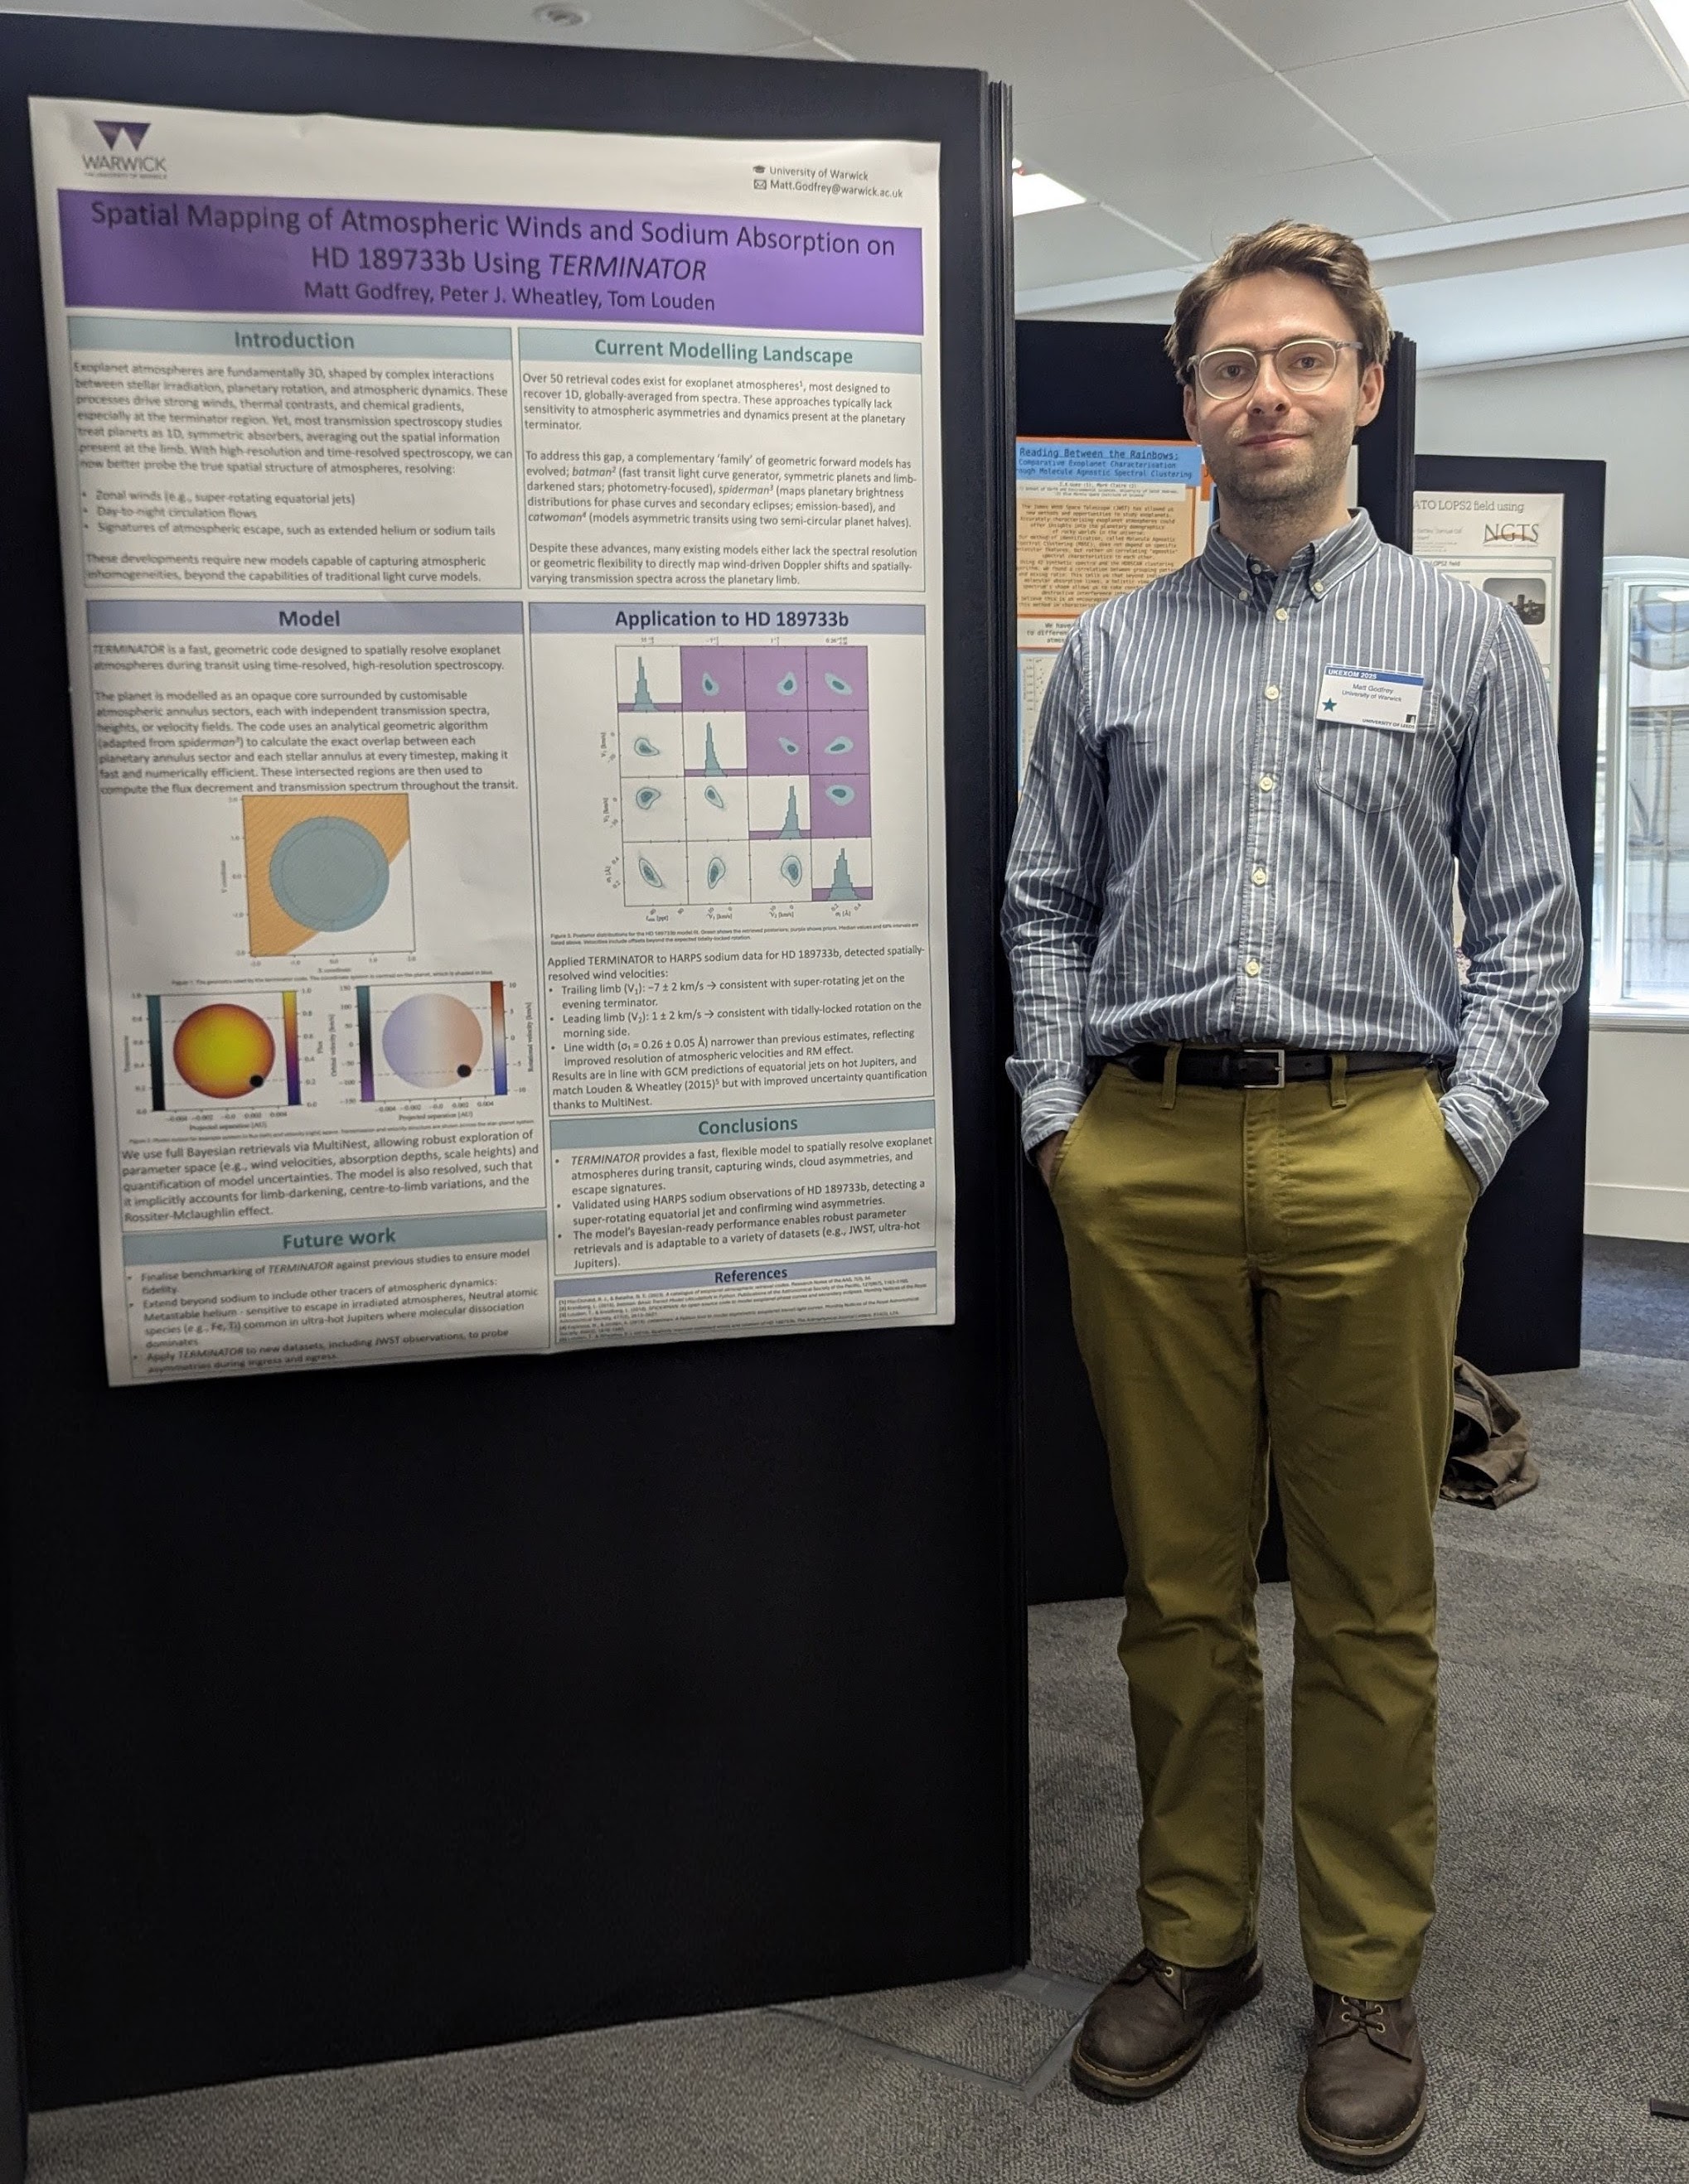 WARWICK
THE UNIVERSITY OF WARWICK
University of Warwick
Matt.Godfrey@warwick.ac.uk
Spatial Mapping of Atmospheric Winds and Sodium Absorption on
HD 189733b Using TERMINATOR
Matt Godfrey, Peter J. Wheatley, Tom Louden
Introduction
Exoplanet atmospheres are fundamentally 3D, shaped by complex interactions
between stellar irradiation, planetary rotation, and atmospheric dynamics. These
processes drive strong winds, thermal contrasts, and chemical gradients,
especially at the terminator region. Yet, most transmission spectroscopy studies
treat planets as 1D, symmetric absorbers, averaging out the spatial information
present at the limb. With high-resolution and time-resolved spectroscopy, we can
now better probe the true spatial structure of atmospheres, resolving:
• Zonal winds (e.g., super-rotating equatorial jets)
• Day-to-night circulation flows
• Signatures of atmospheric escape, such as extended helium or sodium tails
These developments require new models capable of capturing atmospheric
inhomogeneities, beyond the capabilities of traditional light curve models.
Current Modelling Landscape
Over 50 retrieval codes exist for exoplanet atmospheres¹, most designed to
recover 1D, globally-averaged from spectra. These approaches typically lack
sensitivity to atmospheric asymmetries and dynamics present at the planetary
terminator.
To address this gap, a complementary 'family' of geometric forward models has
evolved; batman² (fast transit light curve generator, symmetric planets and limb-
darkened stars; photometry-focused), spiderman³ (maps planetary brightness
distributions for phase curves and secondary eclipses; emission-based), and
catwoman⁴ (models asymmetric transits using two semi-circular planet halves).
Despite these advances, many existing models either lack the spectral resolution
or geometric flexibility to directly map wind-driven Doppler shifts and spatially-
varying transmission spectra across the planetary limb.
Model
TERMINATOR is a fast, geometric code designed to spatially resolve exoplanet
atmospheres during transit using time-resolved, high-resolution spectroscopy.
The planet is modelled as an opaque core surrounded by customisable
atmospheric annulus sectors, each with independent transmission spectra,
heights, or velocity fields. The code uses an analytical geometric algorithm
(adapted from spiderman³) to calculate the exact overlap between each
planetary annulus sector and each stellar annulus at every timestep, making it
fast and numerically efficient. These intersected regions are then used to
compute the flux decrement and transmission spectrum throughout the transit.
Projected separation [AU]
Projected separation [AU]
We use full Bayesian retrievals via MultiNest, allowing robust exploration of
parameter space (e.g., wind velocities, absorption depths, scale heights) and
quantification of model uncertainties. The model is also resolved, such that
it implicitly accounts for limb-darkening, centre-to-limb variations, and the
Rossiter-Mclaughlin effect.
Future work
• Finalise benchmarking of TERMINATOR against previous studies to ensure model
fidelity.
• Extend beyond sodium to include other tracers of atmospheric dynamics:
Metastable helium - sensitive to escape in irradiated atmospheres, Neutral atomic
species (e.g., Fe, Ti) common in ultra-hot Jupiters where molecular dissociation
dominates.
• Apply TERMINATOR to new datasets, including JWST observations, to probe
asymmetries during ingress and egress.
Application to HD 189733b
Applied TERMINATOR to HARPS sodium data for HD 189733b, detected spatially-
resolved wind velocities:
• Trailing limb (V₁): −7 ± 2 km/s → consistent with super-rotating jet on the
evening terminator.
• Leading limb (V₂): 1 ± 2 km/s → consistent with tidally-locked rotation on the
morning side.
• Line width (σ₁ = 0.26 ± 0.05 Å) narrower than previous estimates, reflecting
improved resolution of atmospheric velocities and RM effect.
Results are in line with GCM predictions of equatorial jets on hot Jupiters, and
match Louden & Wheatley (2015)⁵ but with improved uncertainty quantification
thanks to MultiNest.
Conclusions
• TERMINATOR provides a fast, flexible model to spatially resolve exoplanet
atmospheres during transit, capturing winds, cloud asymmetries, and
escape signatures.
• Validated using HARPS sodium observations of HD 189733b, detecting a
super-rotating equatorial jet and confirming wind asymmetries.
• The model's Bayesian-ready performance enables robust parameter
retrievals and is adaptable to a variety of datasets (e.g., JWST, ultra-hot
Jupiters).
References
Reading Between the Rainbows:
Comparative Exoplanet Characterisation
ough Molecule Agnostic Spectral Clustering
We have
to differen
ATO LOPS2 field using
NGTS
UKEXOM 2025
Matt Godfrey
University of Warwick
UNIVERSITY OF LEEDS